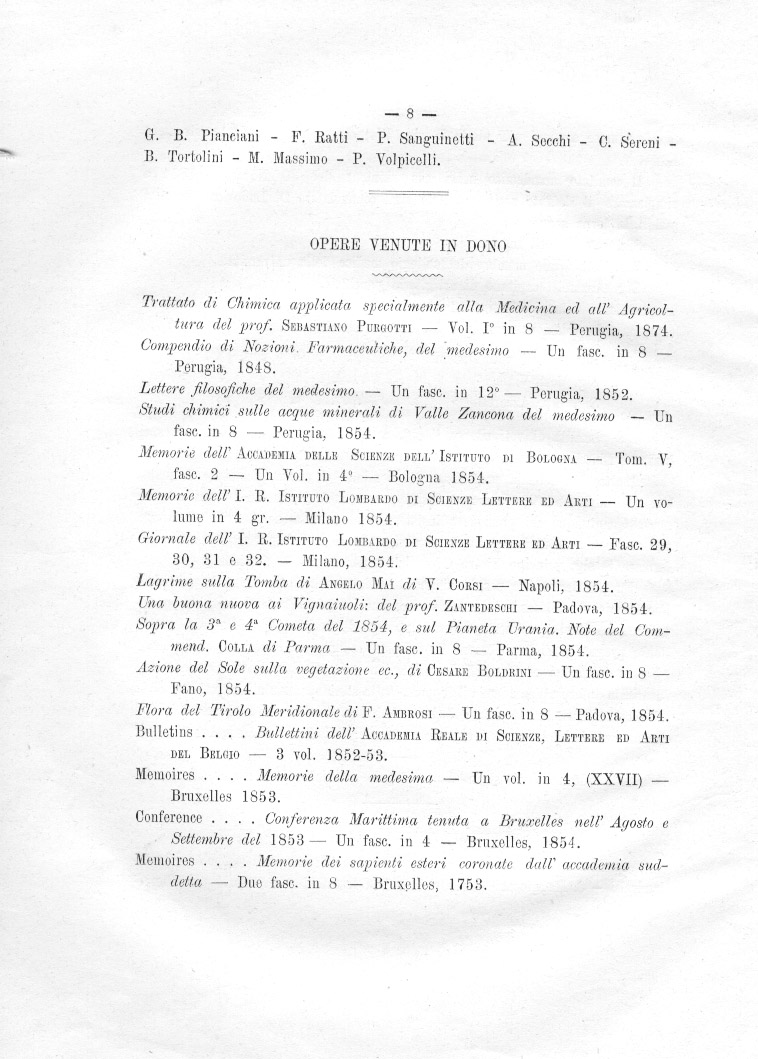 — 8 —
G. B. Pianciani - F. Ratti - P. Sanguinetti - A. Secchi - C. Sereni -
B. Tortolini - M. Massimo - P. Volpicelli.
OPERE VENUTE IN DONO
Trattato di Chimica applicata specialmente alla Medicina ed all' Agricol-
tura del prof. SEBASTIANO PURGOTTI — Vol. I° in 8 — Perugia, 1874.
Compendio di Nozioni Farmaceutiche, del medesimo — Un fasc. in 8 —
Perugia, 1848.
Lettere filosofiche del medesimo. — Un fasc. in 12° — Perugia, 1852.
Studi chimici sulle acque minerali di Valle Zancona del medesimo — Un
fasc. in 8 — Perugia, 1854.
Memorie dell' ACCADEMIA DELLE SCIENZE DELL' ISTITUTO DI BOLOGNA — Tom. V,
fasc. 2 — Un Vol. in 4° — Bologna 1854.
Memorie dell' I. R. ISTITUTO LOMBARDO DI SCIENZE LETTERE ED ARTI — Un vo-
lume in 4 gr. — Milano 1854.
Giornale dell' I. R. ISTITUTO LOMBARDO DI SCIENZE LETTERE ED ARTI — Fasc. 29,
30, 31 e 32. — Milano, 1854.
Lagrime sulla Tomba di ANGELO MAI di V. CORSI — Napoli, 1854.
Una buona nuova ai Vignaiuoli: del prof. ZANTEDESCHI — Padova, 1854.
Sopra la 3ª e 4ª Cometa del 1854, e sul Pianeta Urania. Note del Com-
mend. COLLA di Parma — Un fasc. in 8 — Parma, 1854.
Azione del Sole sulla vegetazione ec., di CESARE BOLDRINI — Un fasc. in 8 —
Fano, 1854.
Flora del Tirolo Meridionale di F. AMBROSI — Un fasc. in 8 — Padova, 1854.
Bulletins . . . . Bullettini dell' ACCADEMIA REALE DI SCIENZE, LETTERE ED ARTI
DEL BELGIO — 3 vol. 1852-53.
Memoires . . . . Memorie della medesima — Un vol. in 4, (XXVII) —
Bruxelles 1853.
Conference . . . . Conferenza Marittima tenuta a Bruxelles nell' Agosto e
Settembre del 1853 — Un fasc. in 4 — Bruxelles, 1854.
Memoires . . . . Memorie dei sapienti esteri coronate dall' accademia sud-
detta — Due fasc. in 8 — Bruxelles, 1753.